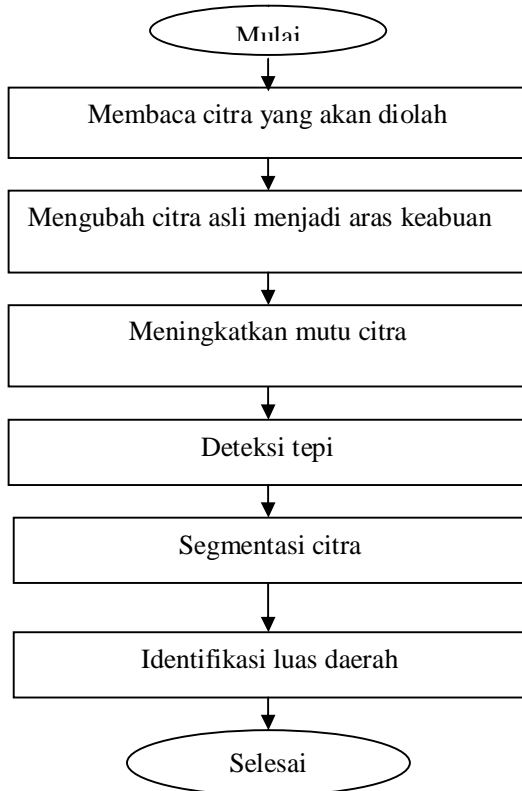 Mulai
Membaca citra yang akan diolah
Mengubah citra asli menjadi aras keabuan
Meningkatkan mutu citra
Deteksi tepi
Segmentasi citra
Identifikasi luas daerah
Selesai